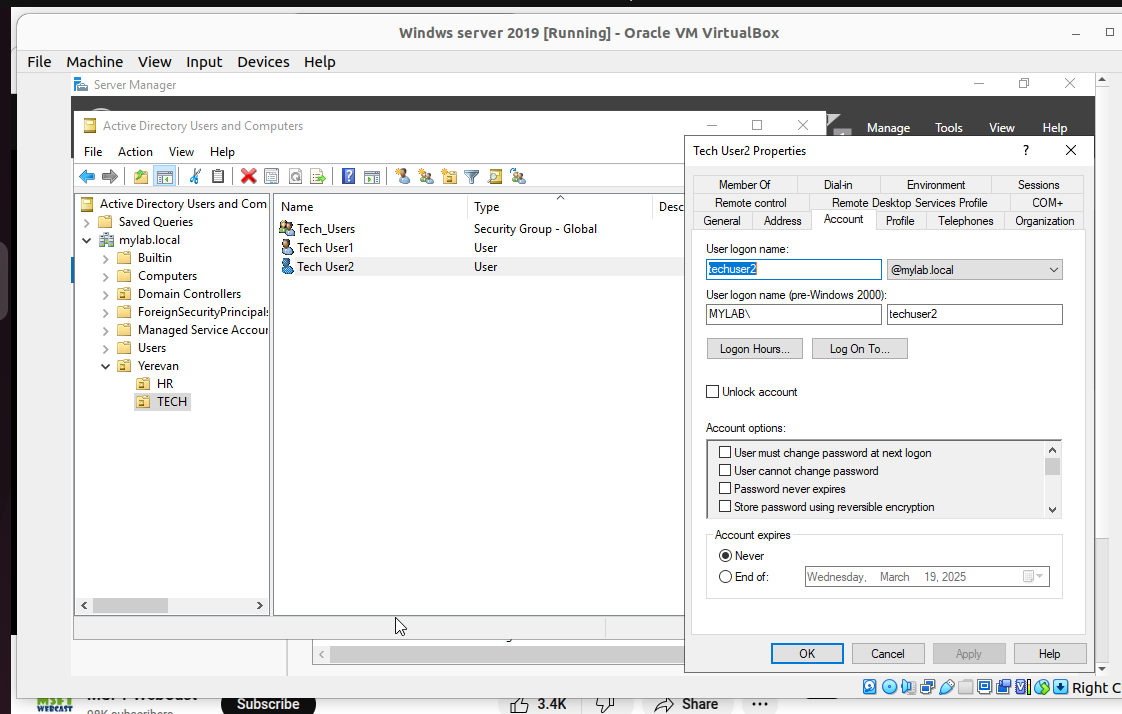 Windws server 2019 [Running] - Oracle VM VirtualBox
File Machine View Input Devices Help
Server Manager
Manage Tools View Help
Active Directory Users and Computers
File Action View Help
Active Directory Users and Com
Saved Queries
mylab.local
Builtin
Computers
Domain Controllers
ForeignSecurityPrincipals
Managed Service Accour
Users
Yerevan
HR
TECH
Name Type Desc
Tech_Users Security Group - Global
Tech User1 User
Tech User2 User
Tech User2 Properties
Member Of Dial-in Environment Sessions
Remote control Remote Desktop Services Profile COM+
General Address Account Profile Telephones Organization
User logon name:
techuser2 @mylab.local
User logon name (pre-Windows 2000):
MYLAB\ techuser2
Logon Hours... Log On To...
Unlock account
Account options:
User must change password at next logon
User cannot change password
Password never expires
Store password using reversible encryption
Account expires
Never
End of: Wednesday, March 19, 2025
OK Cancel Apply Help
Right C
MSFT WebCast
MSFT
WEBCAST
98K subscribers
Subscribe
3.4K
Share